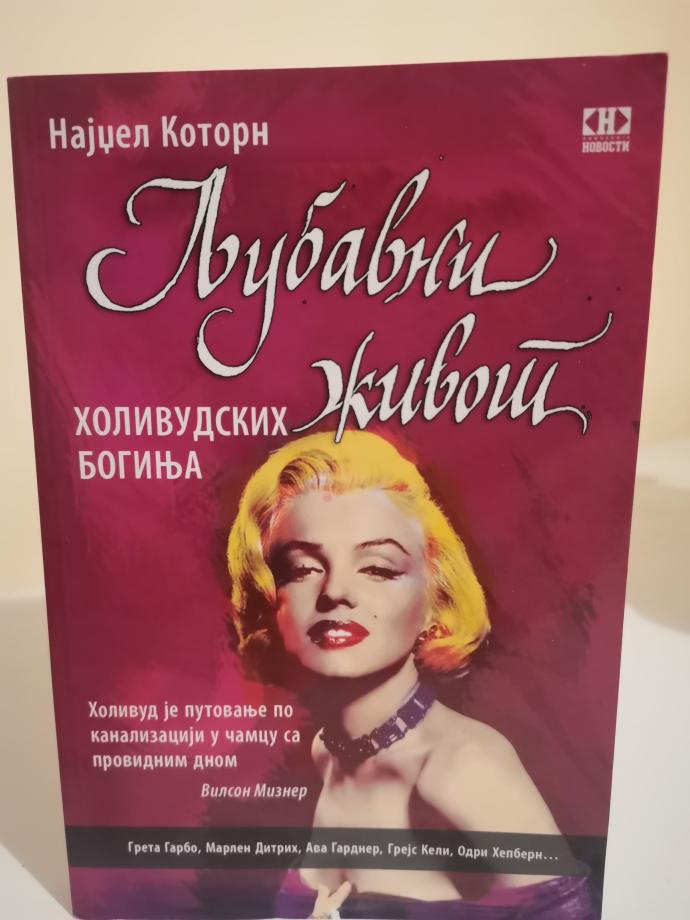 Најџел Которн
НОВОСТИ
Љубавни
живот
ХОЛИВУДСКИХ
БОГИЊА
Холивуд је путовање по
канализацији у чамцу са
провидним дном
Вилсон Мизнер
Грета Гарбо, Марлен Дитрих, Ава Гарднер, Грејс Кели, Одри Хепберн...